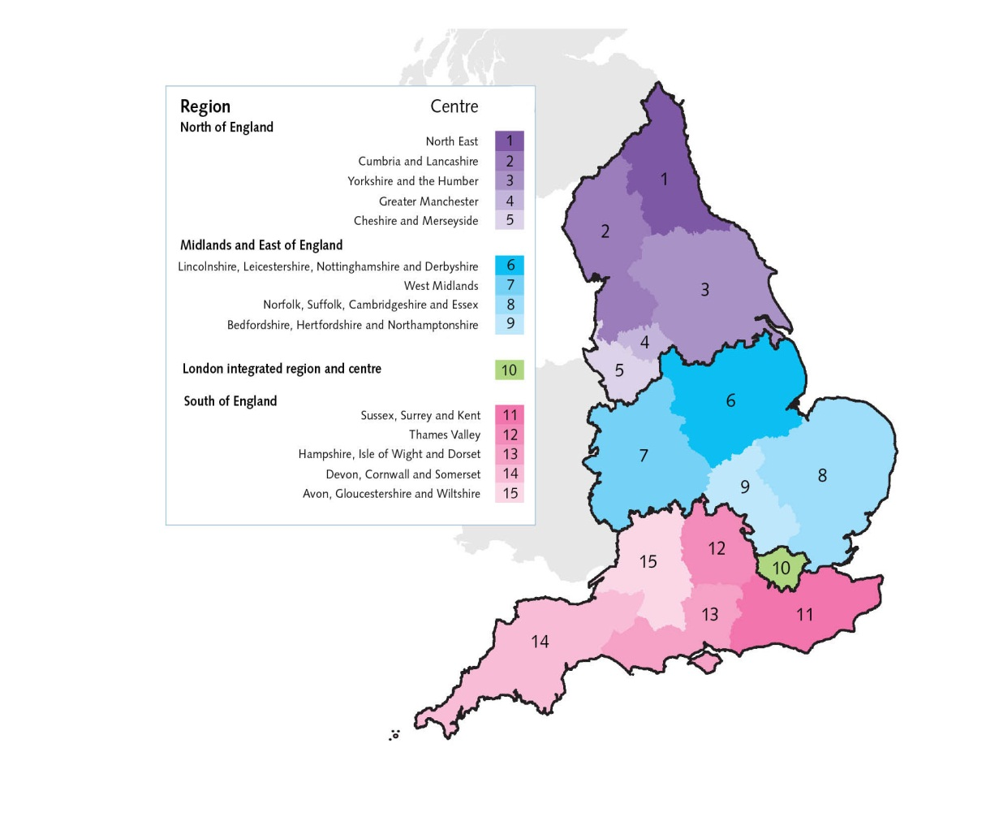 Region Centre
North of England
North East 1
Cumbria and Lancashire 2
Yorkshire and the Humber 3
Greater Manchester 4
Cheshire and Merseyside 5
Midlands and East of England
Lincolnshire, Leicestershire, Nottinghamshire and Derbyshire 6
West Midlands 7
Norfolk, Suffolk, Cambridgeshire and Essex 8
Bedfordshire, Hertfordshire and Northamptonshire 9
London integrated region and centre 10
South of England
Sussex, Surrey and Kent 11
Thames Valley 12
Hampshire, Isle of Wight and Dorset 13
Devon, Cornwall and Somerset 14
Avon, Gloucestershire and Wiltshire 15
1
2
3
4
5
6
7
8
9
12
15
10
13
11
14